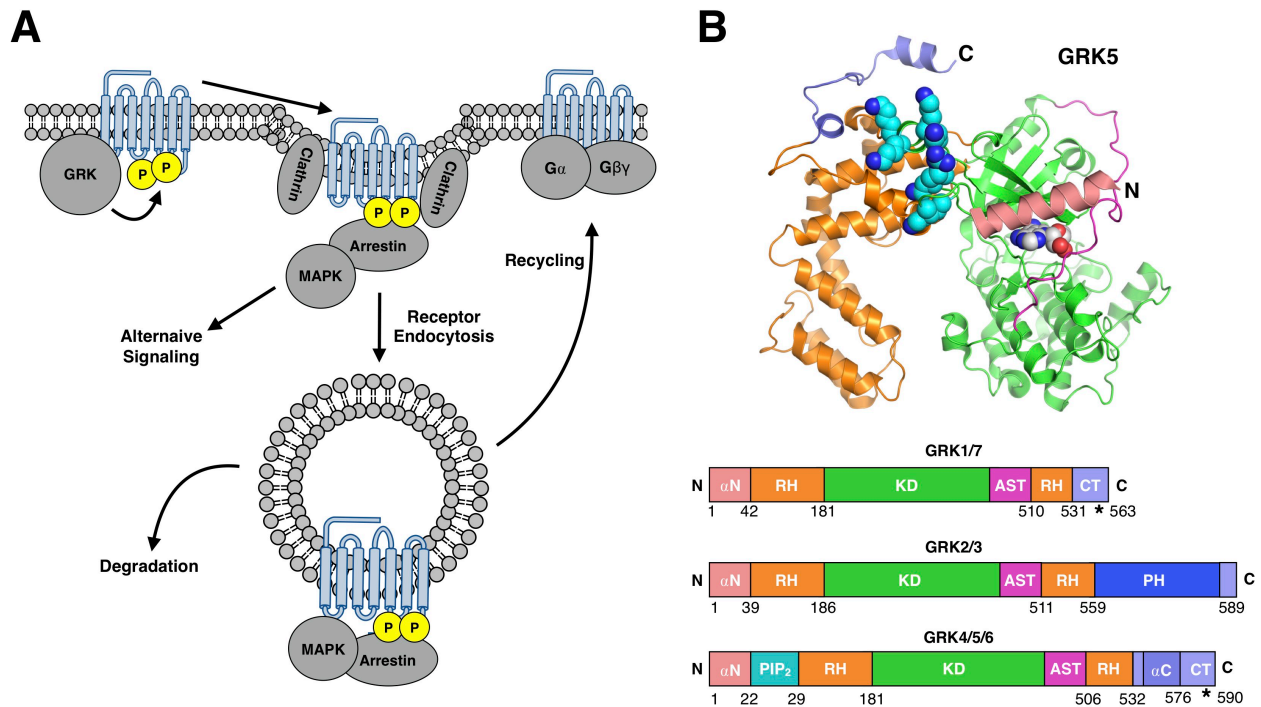 A
GRK
P
P
Clathrin
Clathrin
P
P
Arrestin
MAPK
Gα
Gβγ
Recycling
Alternaive
Signaling
Receptor
Endocytosis
Degradation
P
P
MAPK
Arrestin
B
GRK5
C
N
GRK1/7
N αN RH KD AST RH CT C
1 42 181 510 531 * 563
GRK2/3
N αN RH KD AST RH PH C
1 39 186 511 559 589
GRK4/5/6
N αN PIP₂ RH KD AST RH αC CT C
1 22 29 181 506 532 576 * 590